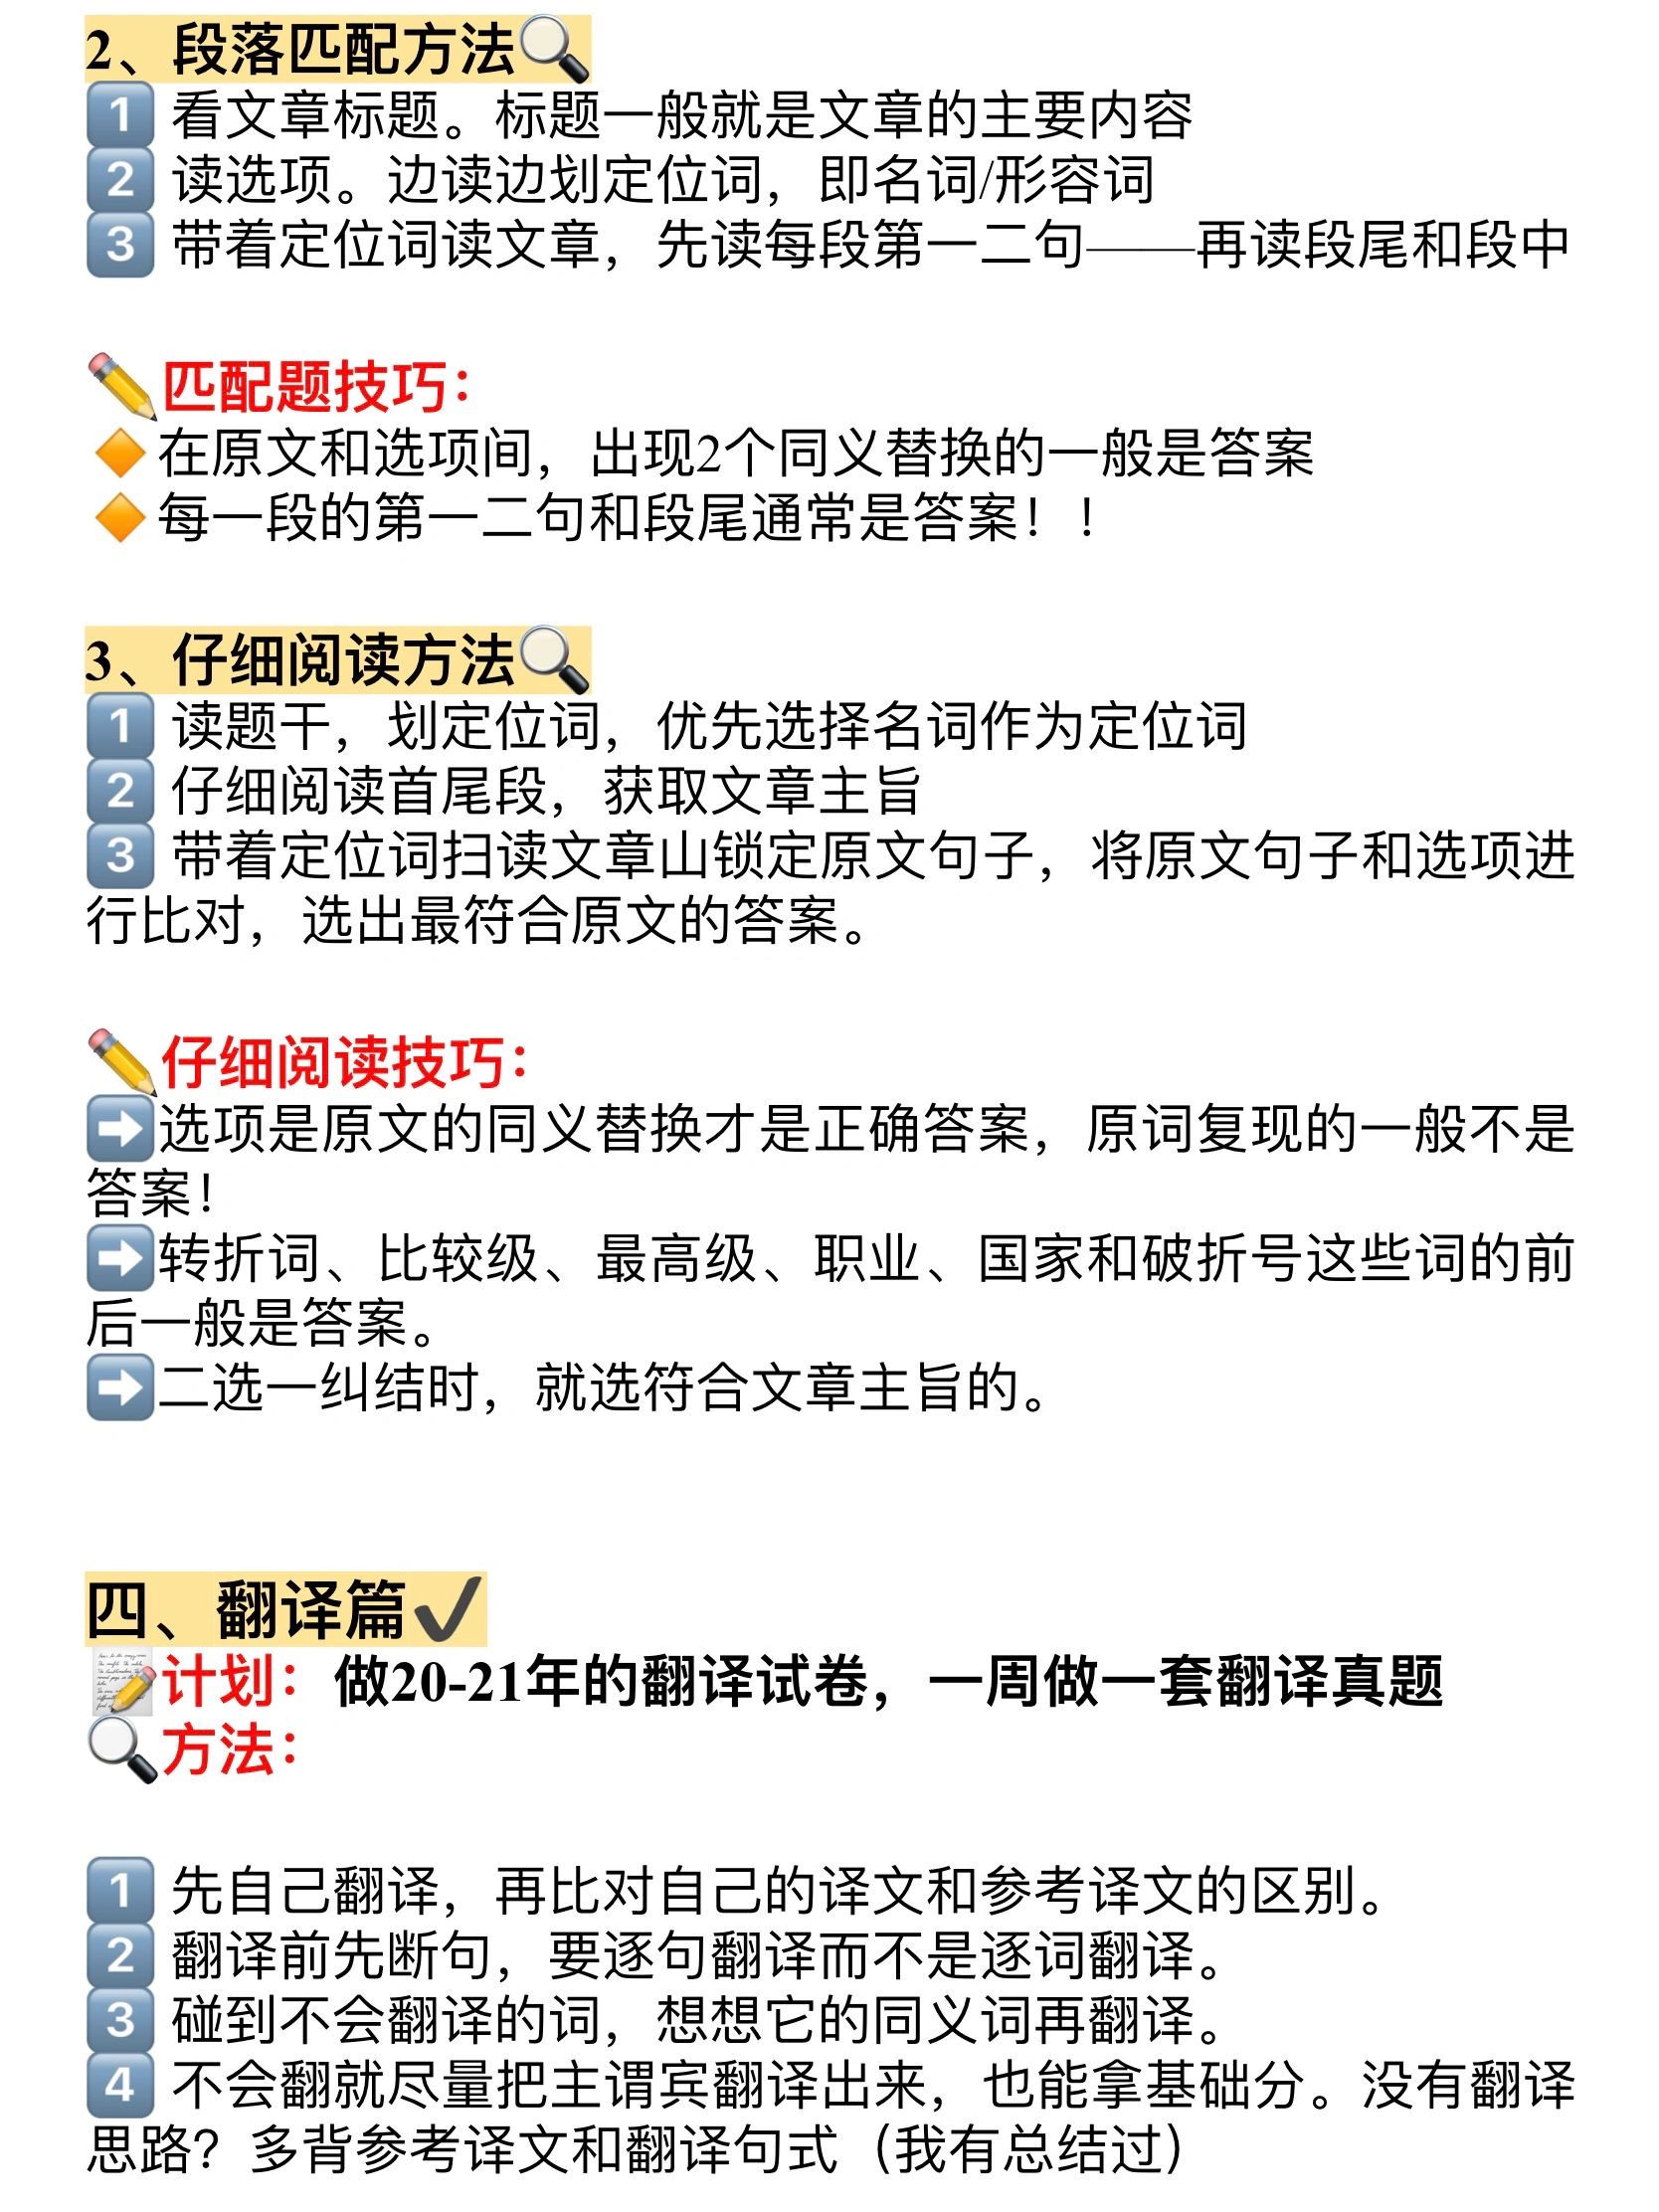 2、段落匹配方法🔍
1️⃣ 看文章标题。标题一般就是文章的主要内容
2️⃣ 读选项。边读边划定位词，即名词/形容词
3️⃣ 带着定位词读文章，先读每段第一二句——再读段尾和段中
✏️匹配题技巧：
🔸在原文和选项间，出现2个同义替换的一般是答案
🔸每一段的第一二句和段尾通常是答案！！
3、仔细阅读方法🔍
1️⃣ 读题干，划定位词，优先选择名词作为定位词
2️⃣ 仔细阅读首尾段，获取文章主旨
3️⃣ 带着定位词扫读文章山锁定原文句子，将原文句子和选项进
行比对，选出最符合原文的答案。
✏️仔细阅读技巧：
➡️选项是原文的同义替换才是正确答案，原词复现的一般不是
答案！
➡️转折词、比较级、最高级、职业、国家和破折号这些词的前
后一般是答案。
➡️二选一纠结时，就选符合文章主旨的。
四、翻译篇✔️
📝计划：做20-21年的翻译试卷，一周做一套翻译真题
🔍方法：
1️⃣ 先自己翻译，再比对自己的译文和参考译文的区别。
2️⃣ 翻译前先断句，要逐句翻译而不是逐词翻译。
3️⃣ 碰到不会翻译的词，想想它的同义词再翻译。
4️⃣ 不会翻就尽量把主谓宾翻译出来，也能拿基础分。没有翻译
思路？多背参考译文和翻译句式（我有总结过）